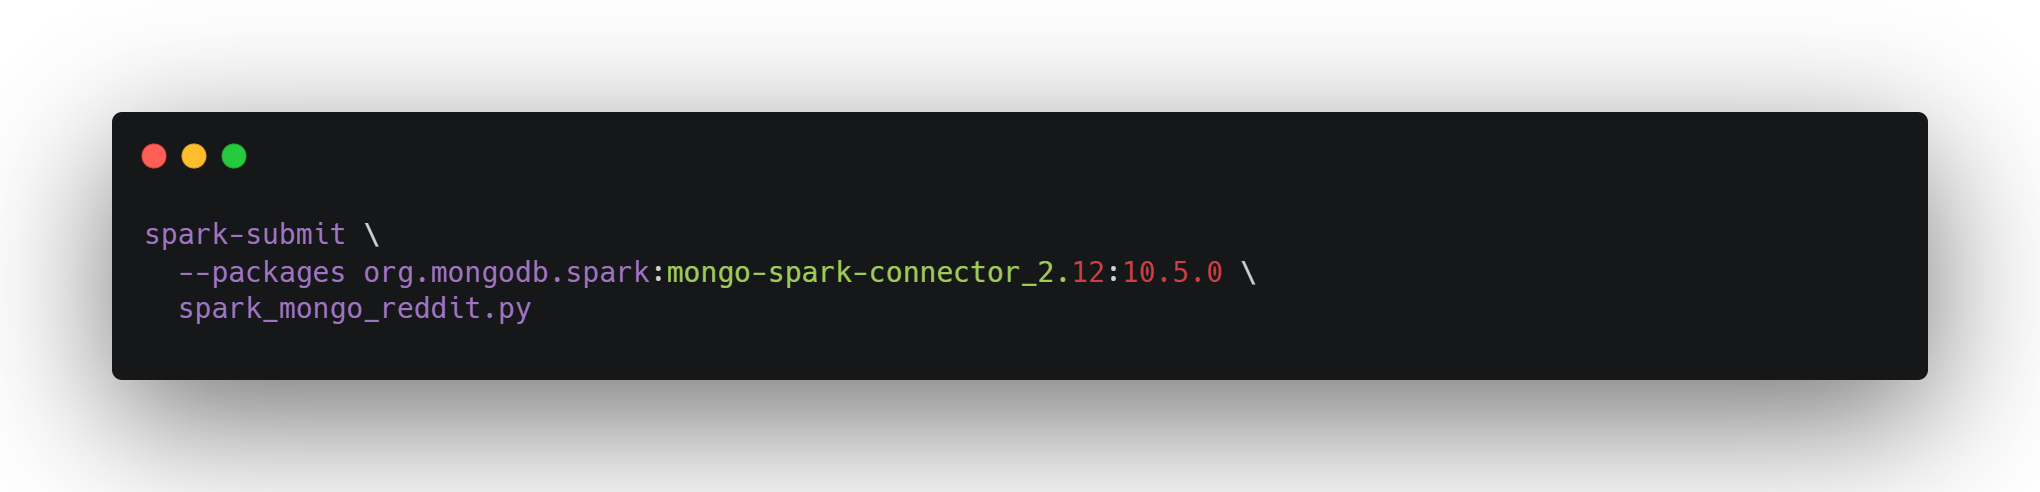 spark-submit \
  --packages org.mongodb.spark:mongo-spark-connector_2.12:10.5.0 \
  spark_mongo_reddit.py